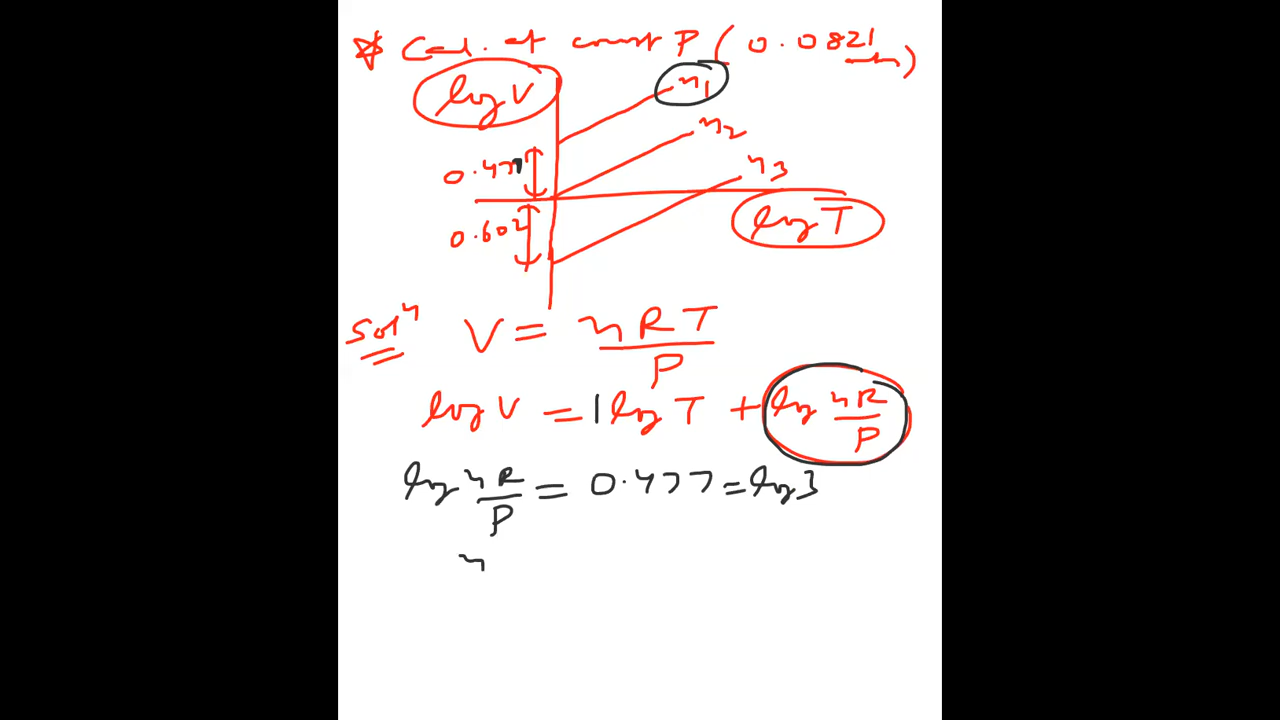 * Cal. at const P ( 0.0821 atm )
log V
n1
n2
0.477
n3
log T
0.602
Solⁿ V = nRT/P
log V = 1 log T + log nR/P
log nR/P = 0.477 = log 3
n